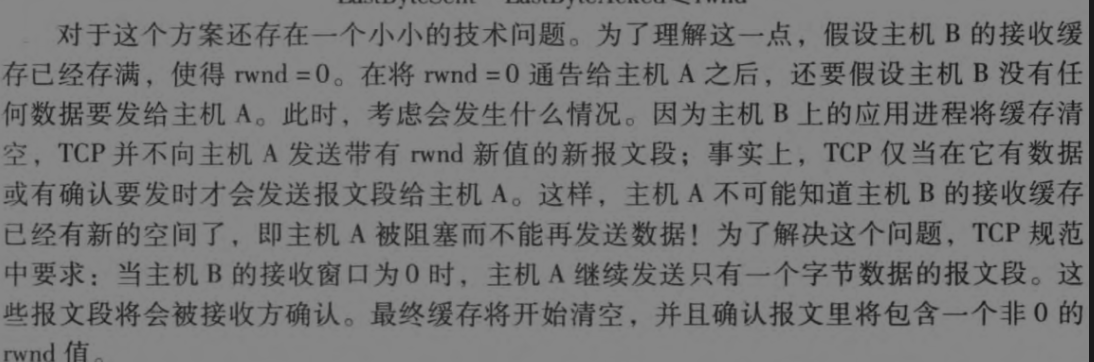 LastByteSent - LastByteAcked ≤ rwnd
对于这个方案还存在一个小小的技术问题。为了理解这一点，假设主机 B 的接收缓
存已经存满，使得 rwnd = 0。在将 rwnd = 0 通告给主机 A 之后，还要假设主机 B 没有任
何数据要发给主机 A。此时，考虑会发生什么情况。因为主机 B 上的应用进程将缓存清
空，TCP 并不向主机 A 发送带有 rwnd 新值的新报文段；事实上，TCP 仅当在它有数据
或有确认要发时才会发送报文段给主机 A。这样，主机 A 不可能知道主机 B 的接收缓存
已经有新的空间了，即主机 A 被阻塞而不能再发送数据！为了解决这个问题，TCP 规范
中要求：当主机 B 的接收窗口为0 时，主机 A 继续发送只有一个字节数据的报文段。这
些报文段将会被接收方确认。最终缓存将开始清空，并且确认报文里将包含一个非 0 的
rwnd 值。